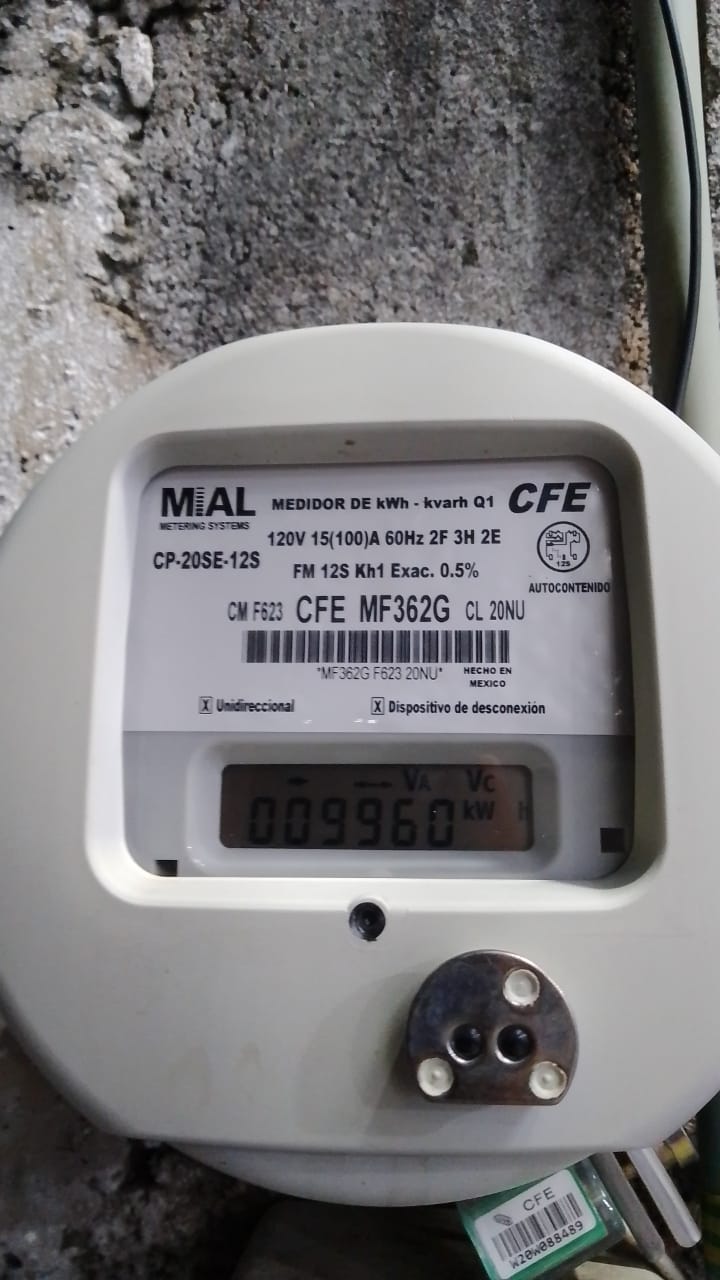 MIAL METERING SYSTEMS
MEDIDOR DE kWh - kvarh Q1
CFE
120V 15(100)A 60Hz 2F 3H 2E
CP-20SE-12S
FM 12S Kh1 Exac. 0.5%
12S
AUTOCONTENIDO
CM F623 CFE MF362G CL 20NU
*MF362G F623 20NU*
HECHO EN
MEXICO
X Unidireccional
X Dispositivo de desconexión
VA VC
009960 kW h
CFE
W20W088489